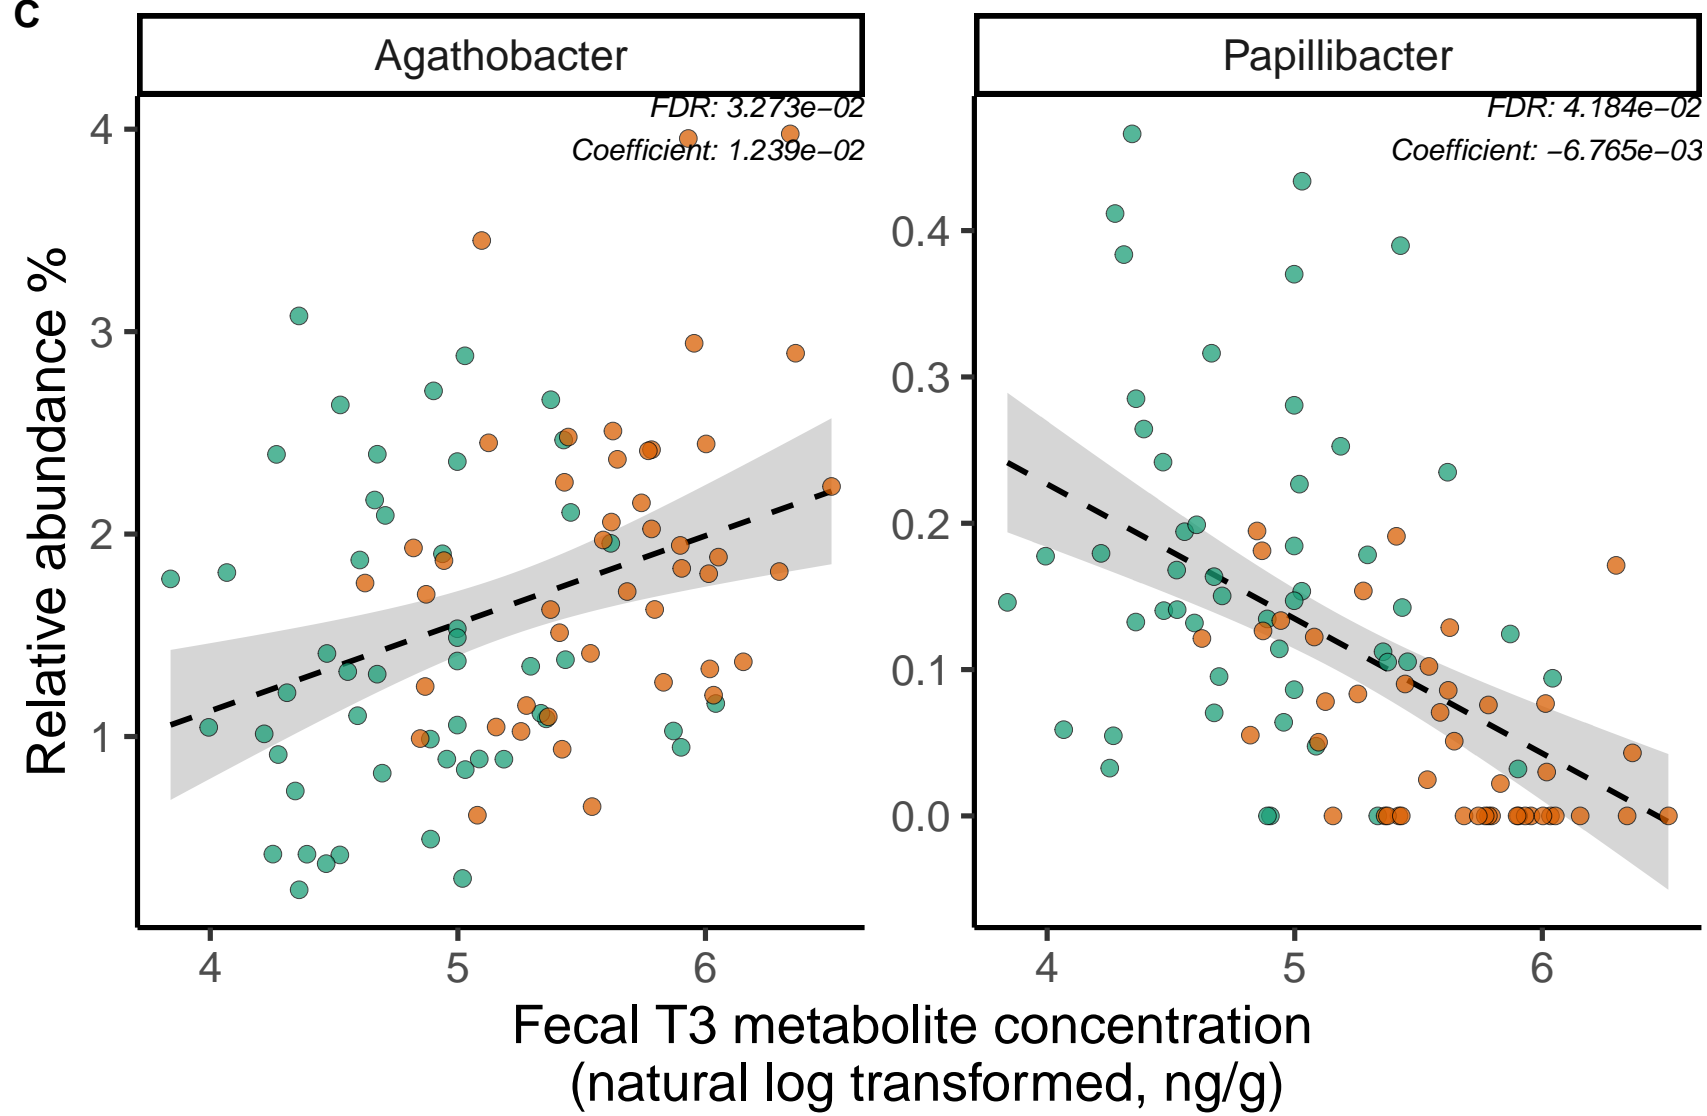 C
Agathobacter
Papillibacter
FDR: 3.273e−02
Coefficient: 1.239e−02
FDR: 4.184e−02
Coefficient: −6.765e−03
Relative abundance %
4
3
2
1
0.4
0.3
0.2
0.1
0.0
4 5 6
4 5 6
Fecal T3 metabolite concentration
(natural log transformed, ng/g)